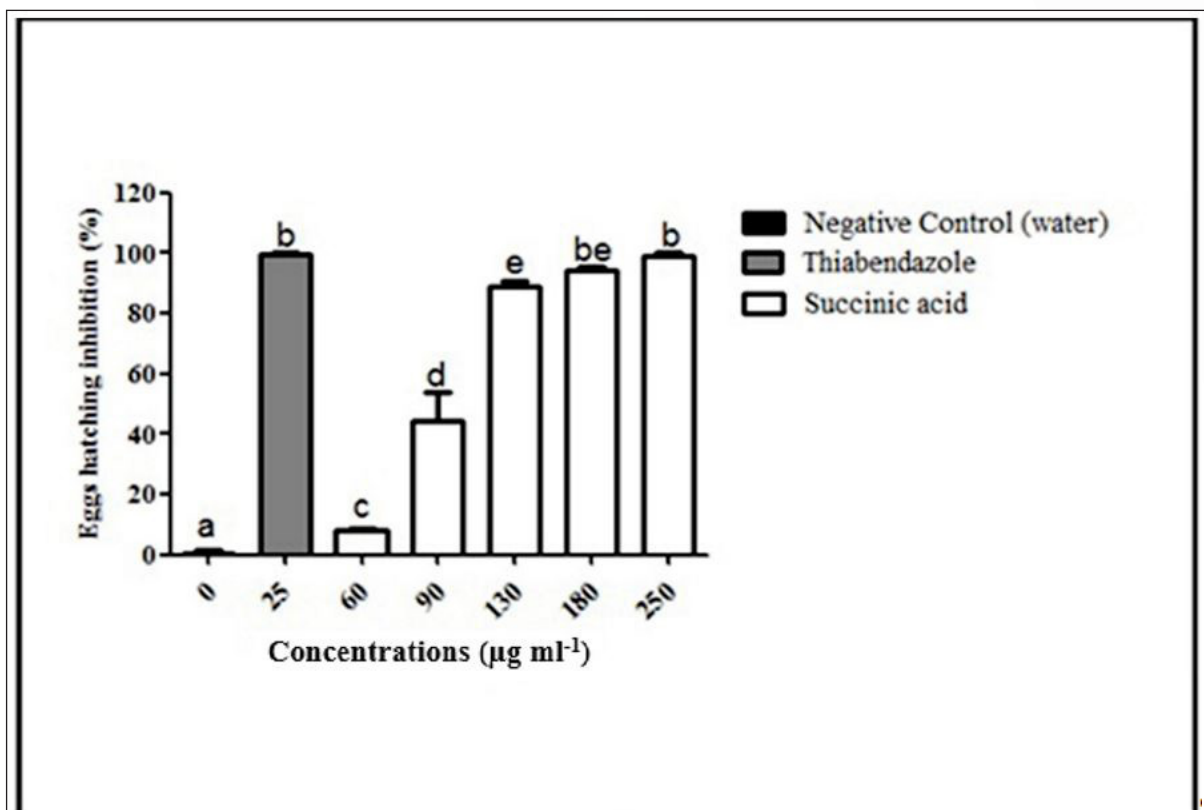 120
100
80
60
40
20
0
Eggs hatching inhibition (%)
a
b
c
d
e
be
b
0
25
60
90
130
180
250
Concentrations (µg ml-1)
Negative Control (water)
Thiabendazole
Succinic acid